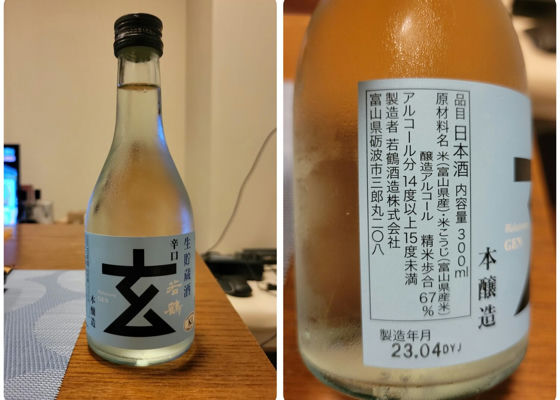 生貯蔵酒
辛口
玄
若鶴
GEN
本醸造
品目 日本酒 内容量 300ml
原材料名 米(富山県産)・米こうじ(富山県産米)
醸造アルコール 精米歩合 67%
アルコール分 14度以上15度未満
製造者 若鶴酒造株式会社
富山県砺波市三郎丸二〇八
GEN
本醸造
製造年月
23.04DYJ